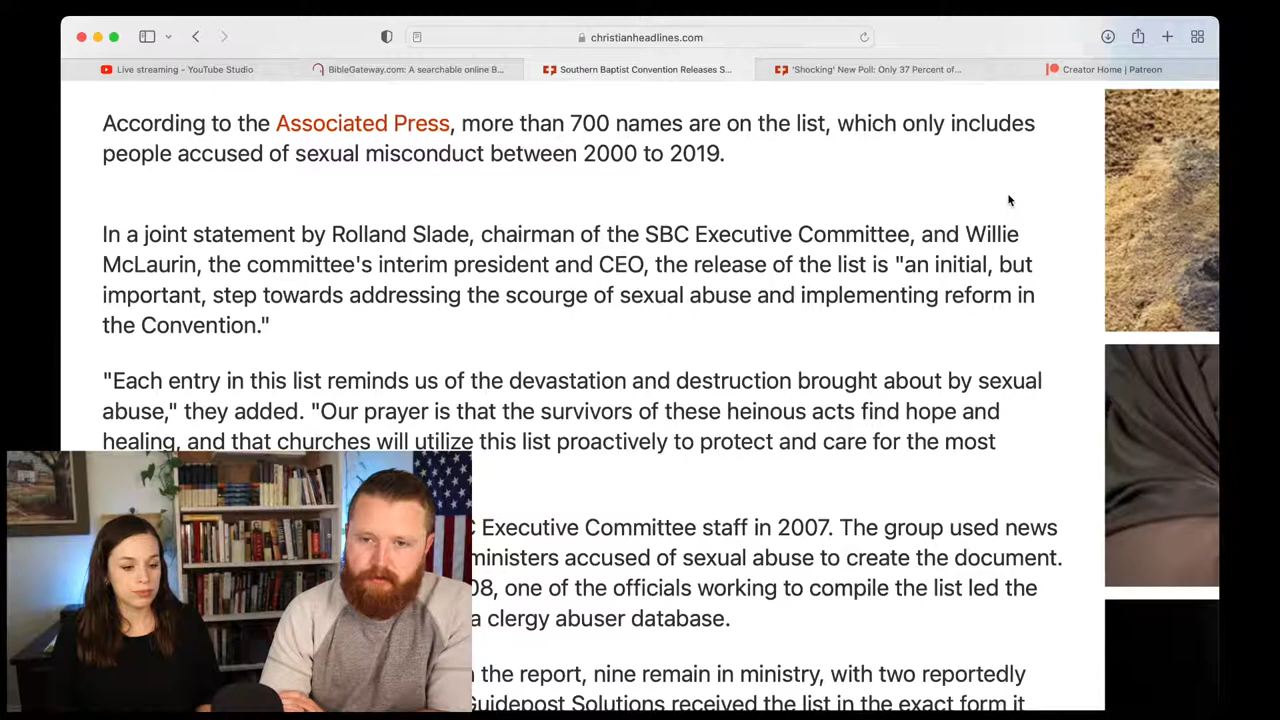 christianheadlines.com
Live streaming - YouTube Studio
BibleGateway.com: A searchable online B...
Southern Baptist Convention Releases S...
'Shocking' New Poll: Only 37 Percent of...
Creator Home | Patreon
According to the Associated Press, more than 700 names are on the list, which only includes
people accused of sexual misconduct between 2000 to 2019.
In a joint statement by Rolland Slade, chairman of the SBC Executive Committee, and Willie
McLaurin, the committee's interim president and CEO, the release of the list is "an initial, but
important, step towards addressing the scourge of sexual abuse and implementing reform in
the Convention."
"Each entry in this list reminds us of the devastation and destruction brought about by sexual
abuse," they added. "Our prayer is that the survivors of these heinous acts find hope and
healing, and that churches will utilize this list proactively to protect and care for the most
Executive Committee staff in 2007. The group used news
ministers accused of sexual abuse to create the document.
08, one of the officials working to compile the list led the
a clergy abuser database.
the report, nine remain in ministry, with two reportedly
Guidepost Solutions received the list in the exact form it